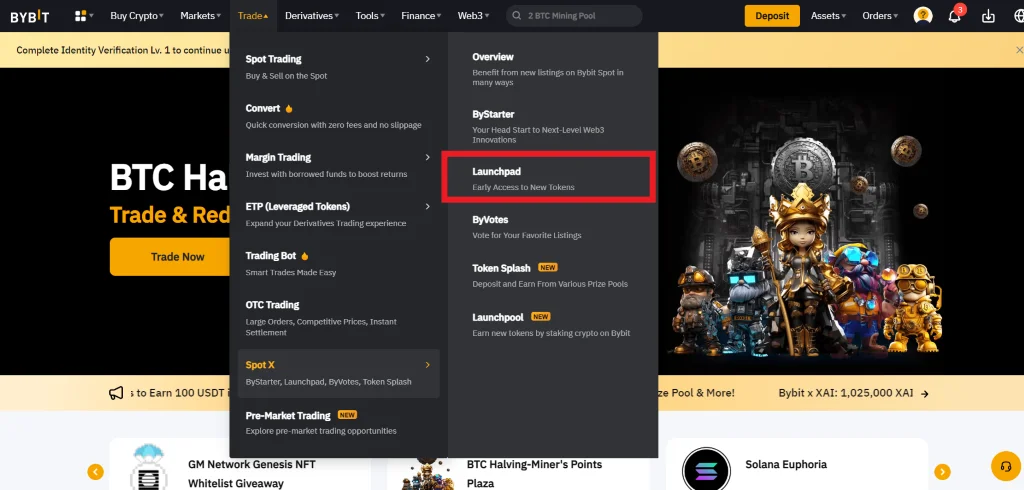 BYBIT
Buy Crypto
Markets
Trade
Derivatives
Tools
Finance
Web3
2 BTC Mining Pool
Deposit
Assets
Orders
3
Complete Identity Verification Lv. 1 to continue u
BTC Ha
Trade & Red
Trade Now
Spot Trading
Buy & Sell on the Spot
Convert
Quick conversion with zero fees and no slippage
Margin Trading
Invest with borrowed funds to boost returns
ETP (Leveraged Tokens)
Expand your Derivatives Trading experience
Trading Bot
Smart Trades Made Easy
OTC Trading
Large Orders, Competitive Prices, Instant
Settlement
Spot X
ByStarter, Launchpad, ByVotes, Token Splash
Pre-Market Trading NEW
Explore pre-market trading opportunities
Overview
Benefit from new listings on Bybit Spot in
many ways
ByStarter
Your Head Start to Next-Level Web3
Innovations
Launchpad
Early Access to New Tokens
ByVotes
Vote for Your Favorite Listings
Token Splash NEW
Deposit and Earn From Various Prize Pools
Launchpool NEW
Earn new tokens by staking crypto on Bybit
s to Earn 100 USDT i
ze Pool & More!
Bybit x XAI: 1,025,000 XAI
GM Network Genesis NFT
Whitelist Giveaway
BTC Halving-Miner's Points
Plaza
Solana Euphoria